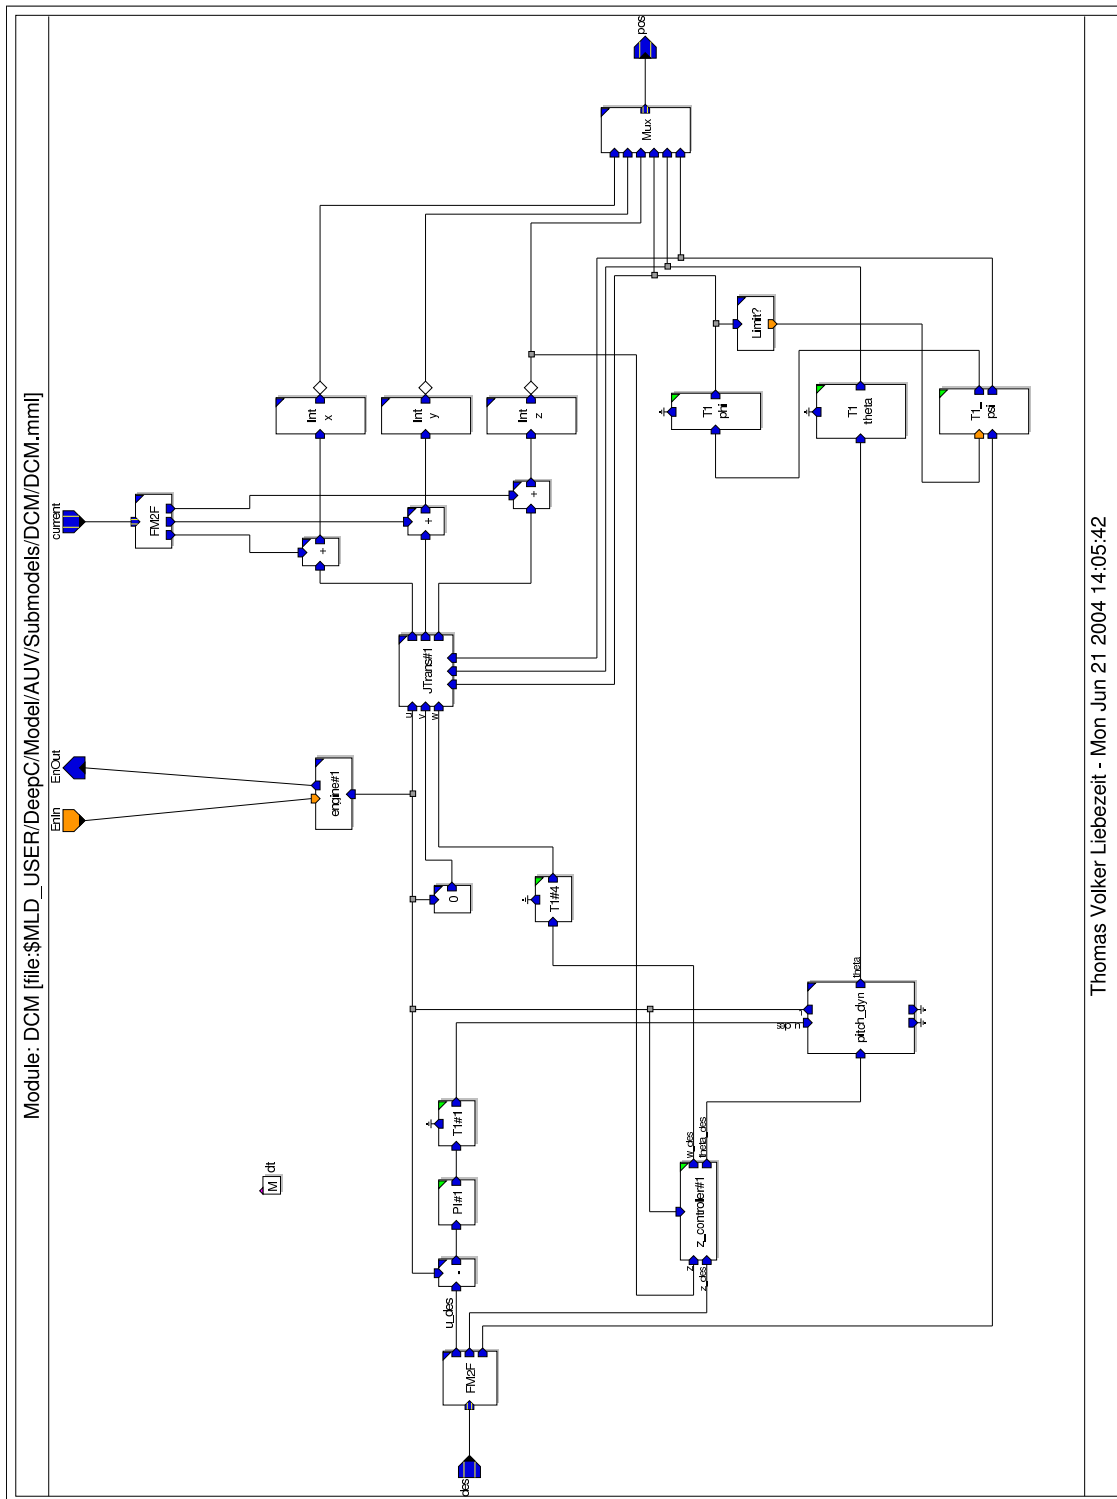 Module: DCM [file:$MLD_USER/DeepC/Model/AUV/Submodels/DCM/DCM.mml]
EnIn
EnOut
current
M dt
engine#1
FM2F
+
+
+
Int
x
Int
y
Int
z
des
FM2F
u_des
-
PI#1
T1#1
0
T1#4
u
v
w
JTrans#1
Mux
pos
z
z_des
z_controller#1
w_des
theta_des
pitch_dyn
theta
T1
phi
Limit?
T1
theta
T1_
psi
Thomas Volker Liebezeit - Mon Jun 21 2004 14:05:42